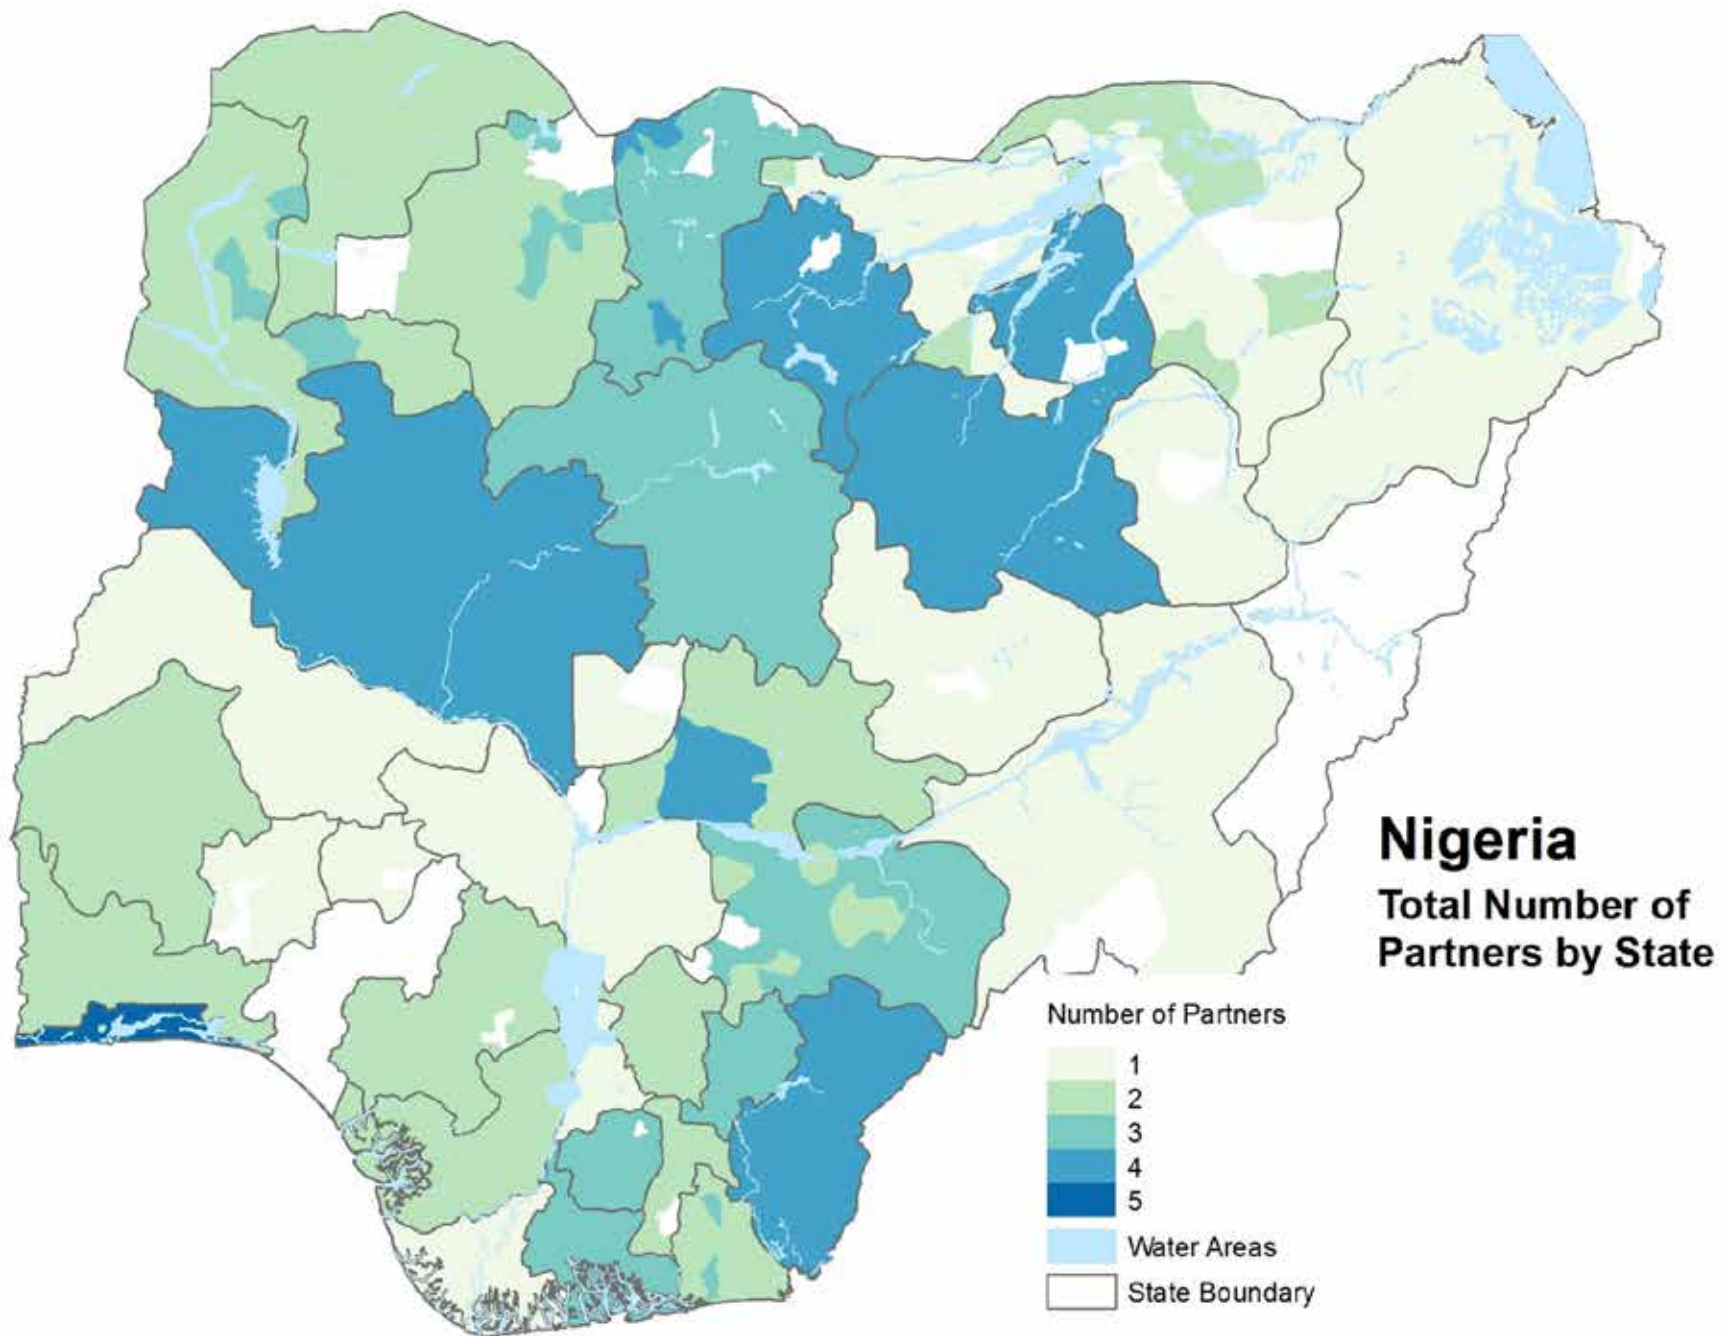 Nigeria
Total Number of
Partners by State
Number of Partners
1
2
3
4
5
Water Areas
State Boundary